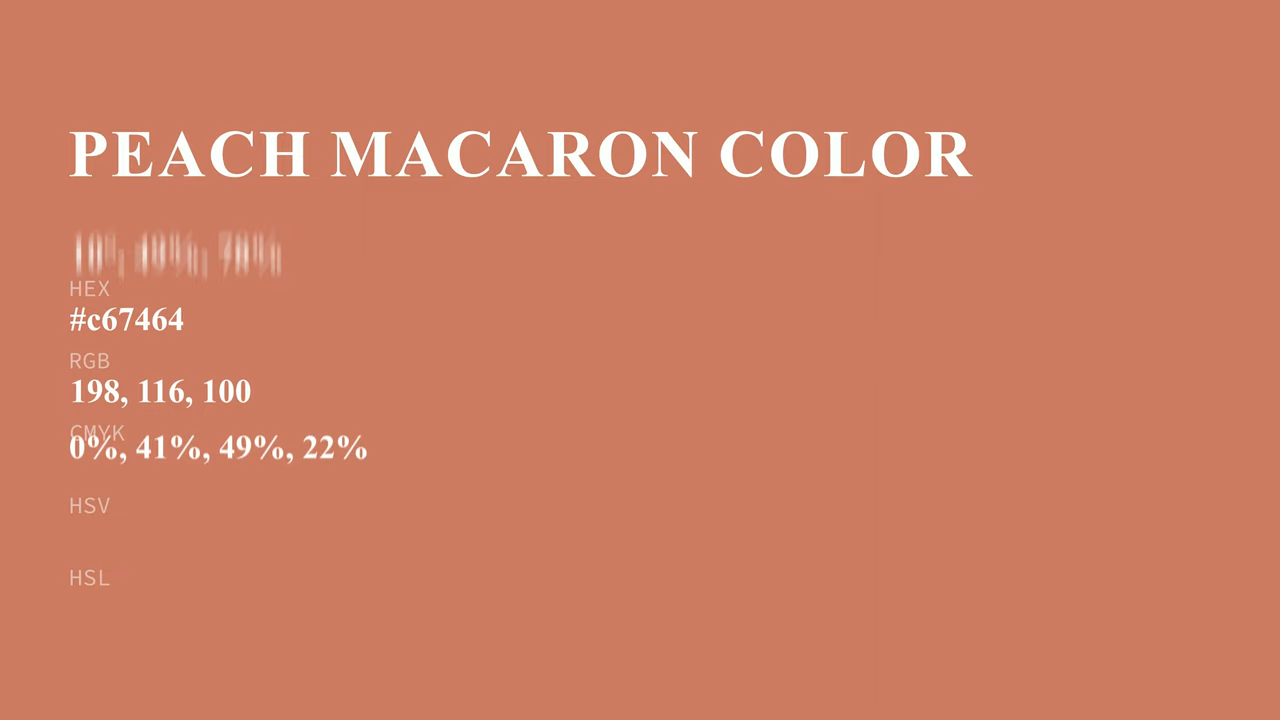 PEACH MACARON COLOR
HEX
#c67464
RGB
198, 116, 100
CMYK
0%, 41%, 49%, 22%
HSV
HSL